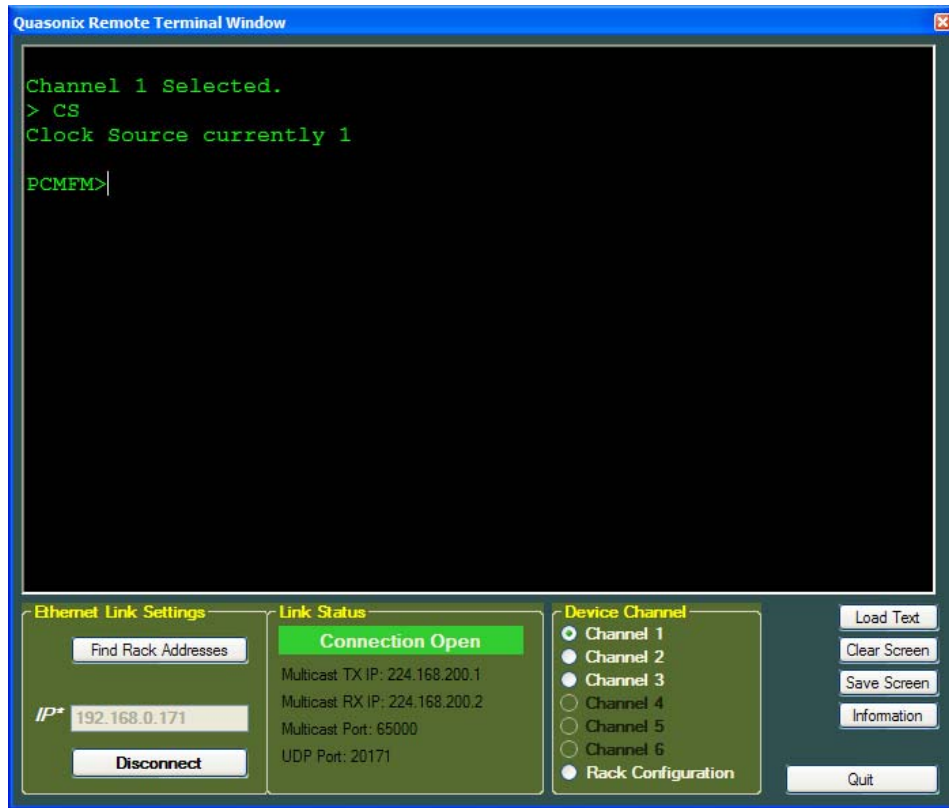 Quasonix Remote Terminal Window
Channel 1 Selected.
> CS
Clock Source currently 1
PCMFM>
Ethernet Link Settings
Find Rack Addresses
IP* 192.168.0.171
Disconnect
Link Status
Connection Open
Multicast TX IP: 224.168.200.1
Multicast RX IP: 224.168.200.2
Multicast Port: 65000
UDP Port: 20171
Device Channel
Channel 1
Channel 2
Channel 3
Channel 4
Channel 5
Channel 6
Rack Configuration
Load Text
Clear Screen
Save Screen
Information
Quit